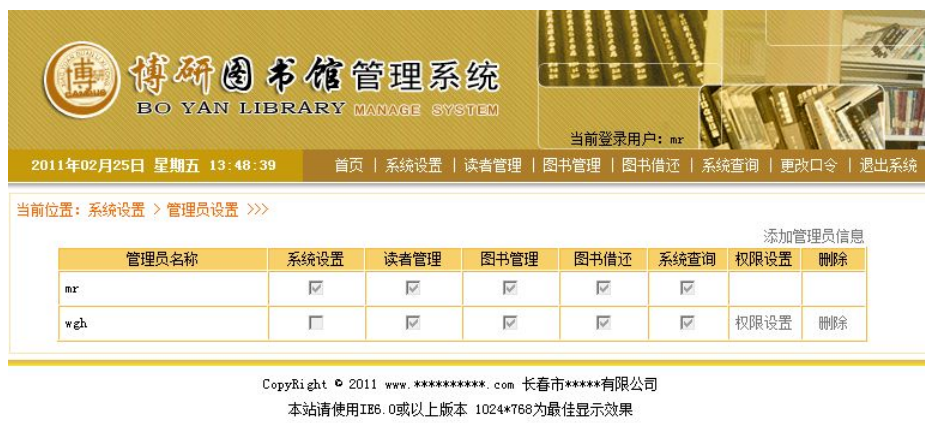 博
博研图书馆管理系统
BO YAN LIBRARY MANAGE SYSTEM
当前登录用户：mr
2011年02月25日 星期五 13:48:39 首页 | 系统设置 | 读者管理 | 图书管理 | 图书借还 | 系统查询 | 更改口令 | 退出系统
当前位置：系统设置 > 管理员设置 >>>
添加管理员信息
管理员名称 系统设置 读者管理 图书管理 图书借还 系统查询 权限设置 删除
mr
wgh 权限设置 删除
CopyRight © 2011 www.**********.com 长春市*****有限公司
本站请使用IE6.0或以上版本 1024*768为最佳显示效果